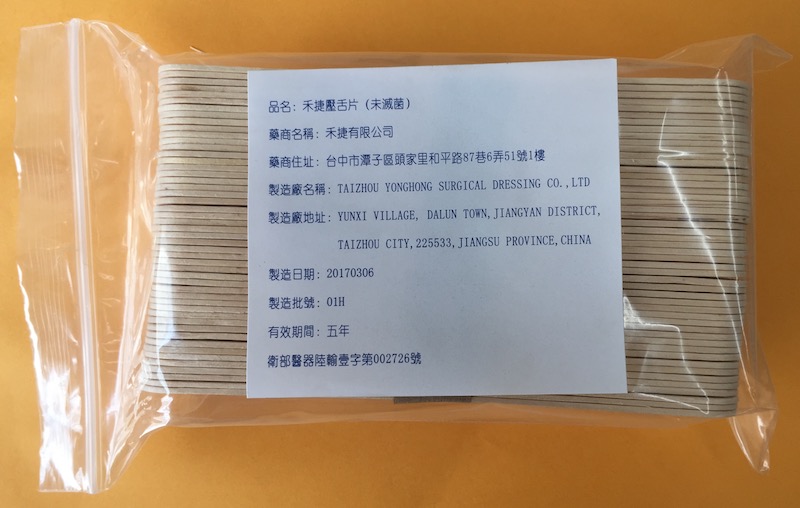 品名: 禾捷壓舌片 (未滅菌)
藥商名稱: 禾捷有限公司
藥商住址: 台中市潭子區頭家里和平路87巷6弄51號1樓
製造廠名稱: TAIZHOU YONGHONG SURGICAL DRESSING CO.,LTD
製造廠地址: YUNXI VILLAGE, DALUN TOWN,JIANGYAN DISTRICT,
TAIZHOU CITY,225533,JIANGSU PROVINCE,CHINA
製造日期: 20170306
製造批號: 01H
有效期間: 五年
衛部醫器陸輸壹字第002726號